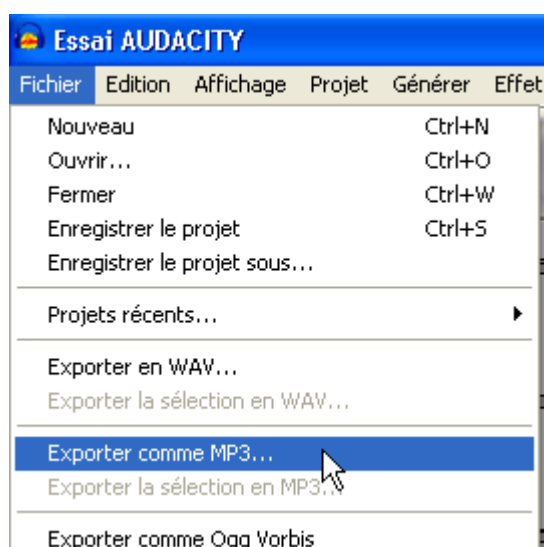 Essai AUDACITY
Fichier Edition Affichage Projet Générer Effet
Nouveau Ctrl+N
Ouvrir... Ctrl+O
Fermer Ctrl+W
Enregistrer le projet Ctrl+S
Enregistrer le projet sous...
Projets récents...
Exporter en WAV...
Exporter la sélection en WAV...
Exporter comme MP3...
Exporter la sélection en MP3...
Exporter comme Ogg Vorbis